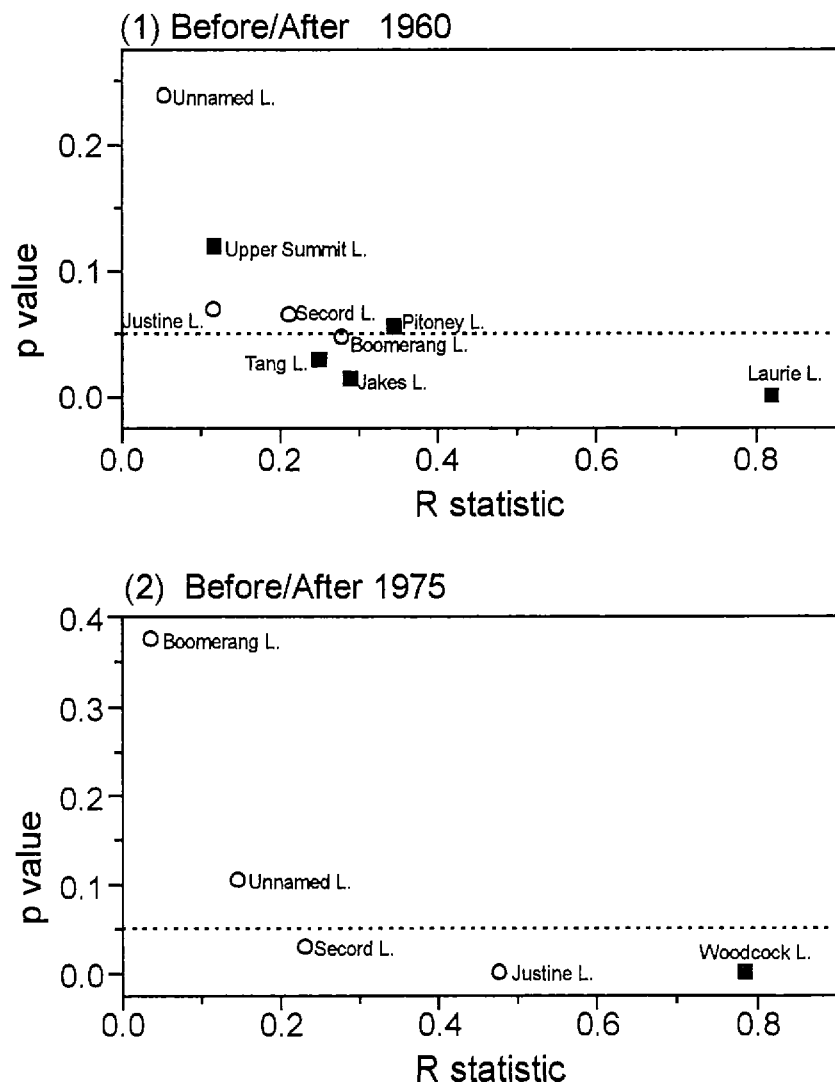 (1) Before/After 1960
Unnamed L.
0.2
Upper Summit L.
0.1
Justine L.
Secord L.
Pitoney L.
Boomerang L.
Tang L.
Jakes L.
Laurie L.
0.0
p value
0.0 0.2 0.4 0.6 0.8
R statistic
(2) Before/After 1975
0.4
Boomerang L.
0.3
0.2
0.1
Unnamed L.
Secord L.
Justine L.
Woodcock L.
0.0
p value
0.0 0.2 0.4 0.6 0.8
R statistic